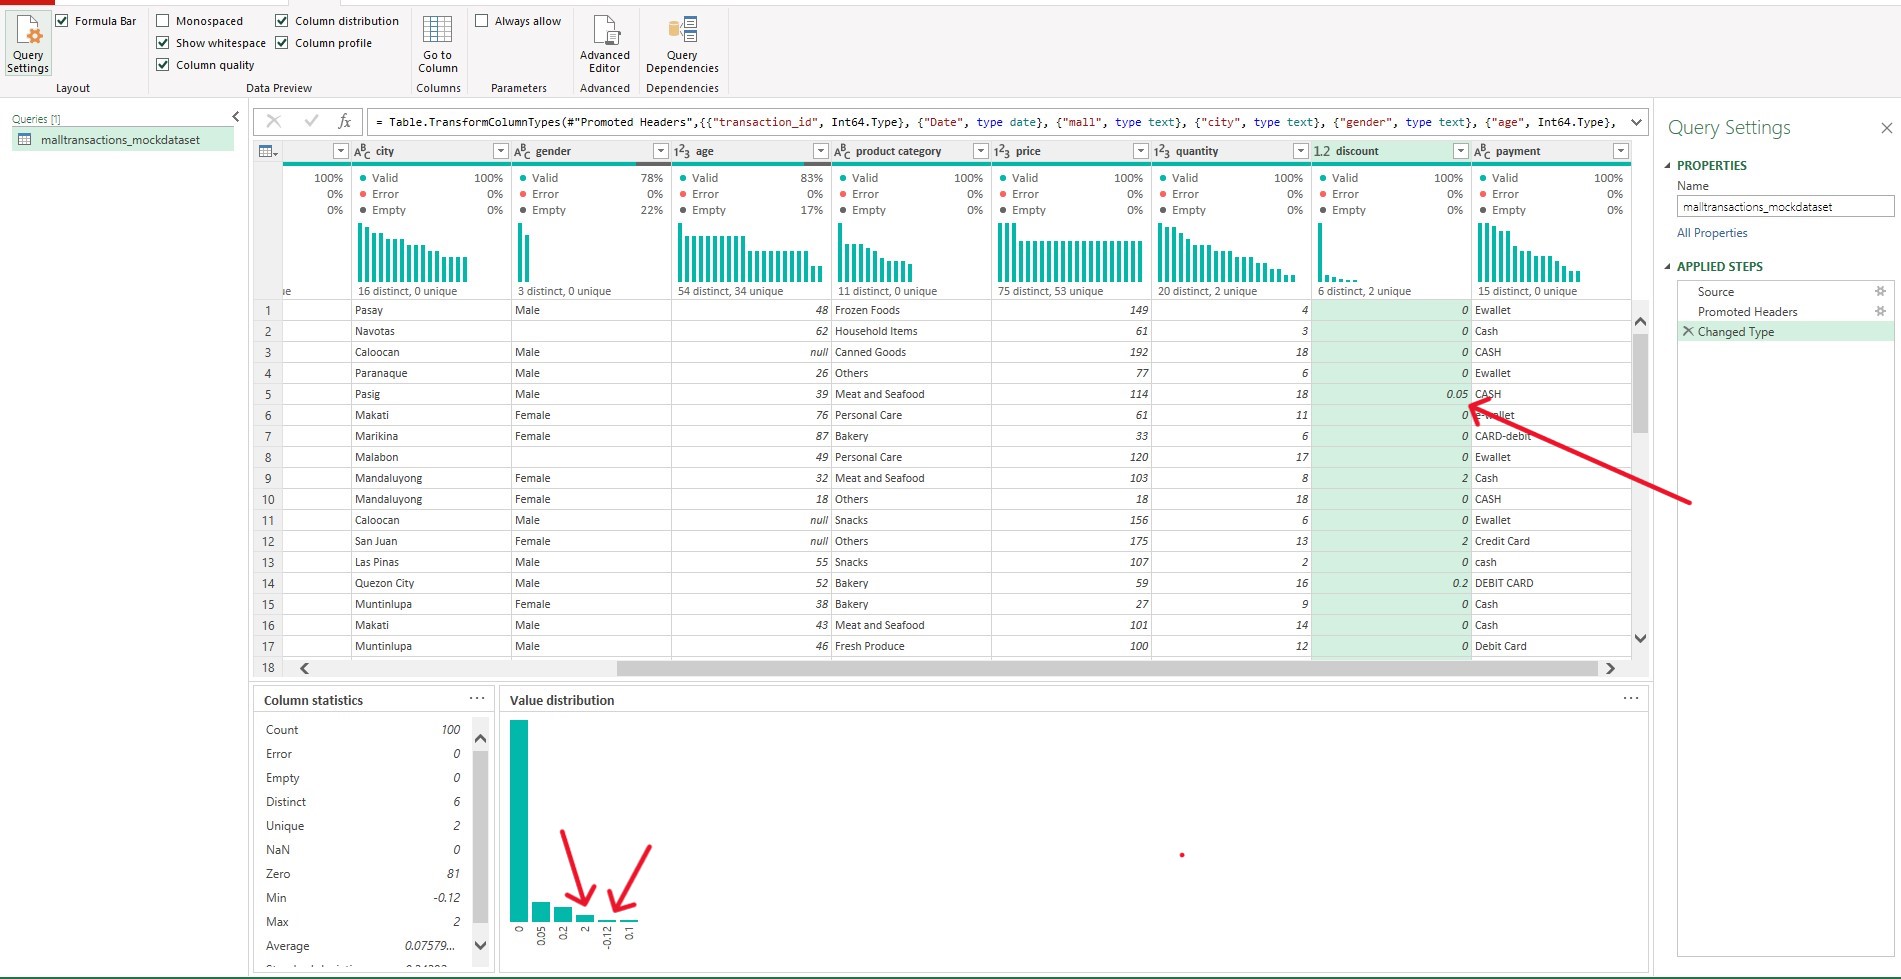 Formula Bar
Monospaced
Column distribution
Always allow
Show whitespace
Column profile
Query
Settings
Go to
Column
Advanced
Editor
Query
Dependencies
Column quality
Layout
Data Preview
Columns
Parameters
Advanced
Dependencies
Queries [1]
malltransactions_mockdataset
fx
= Table.TransformColumnTypes(#"Promoted Headers",{{"transaction_id", Int64.Type}, {"Date", type date}, {"mall", type text}, {"city", type text}, {"gender", type text}, {"age", Int64.Type},
ABC city ABC gender 123 age ABC product category 123 price 123 quantity 1.2 discount ABC payment
100% Valid 100% Valid 78% Valid 83% Valid 100% Valid 100% Valid 100% Valid 100% Valid 100%
0% Error 0% Error 0% Error 0% Error 0% Error 0% Error 0% Error 0% Error 0%
0% Empty 0% Empty 22% Empty 17% Empty 0% Empty 0% Empty 0% Empty 0% Empty 0%
16 distinct, 0 unique 3 distinct, 0 unique 54 distinct, 34 unique 11 distinct, 0 unique 75 distinct, 53 unique 20 distinct, 2 unique 6 distinct, 2 unique 15 distinct, 0 unique
1 Pasay Male 48 Frozen Foods 149 4 0 Ewallet
2 Navotas 62 Household Items 61 3 0 Cash
3 Caloocan Male null Canned Goods 192 18 0 CASH
4 Paranaque Male 26 Others 77 6 0 Ewallet
5 Pasig Male 39 Meat and Seafood 114 18 0.05 CASH
6 Makati Female 76 Personal Care 61 11 0 e-wallet
7 Marikina Female 87 Bakery 33 6 0 CARD-debit
8 Malabon 49 Personal Care 120 17 0 Ewallet
9 Mandaluyong Female 32 Meat and Seafood 103 8 2 Cash
10 Mandaluyong Female 18 Others 18 18 0 CASH
11 Caloocan Male null Snacks 156 6 0 Ewallet
12 San Juan Female null Others 175 13 2 Credit Card
13 Las Pinas Male 55 Snacks 107 2 0 cash
14 Quezon City Male 52 Bakery 59 16 0.2 DEBIT CARD
15 Muntinlupa Female 38 Bakery 27 9 0 Cash
16 Makati Male 43 Meat and Seafood 101 14 0 Cash
17 Muntinlupa Male 46 Fresh Produce 100 12 0 Debit Card
18
Column statistics
Count 100
Error 0
Empty 0
Distinct 6
Unique 2
NaN 0
Zero 81
Min -0.12
Max 2
Average 0.07579...
Value distribution
0 0.05 0.2 2 -0.12 0.1
Query Settings
PROPERTIES
Name
malltransactions_mockdataset
All Properties
APPLIED STEPS
Source
Promoted Headers
Changed Type